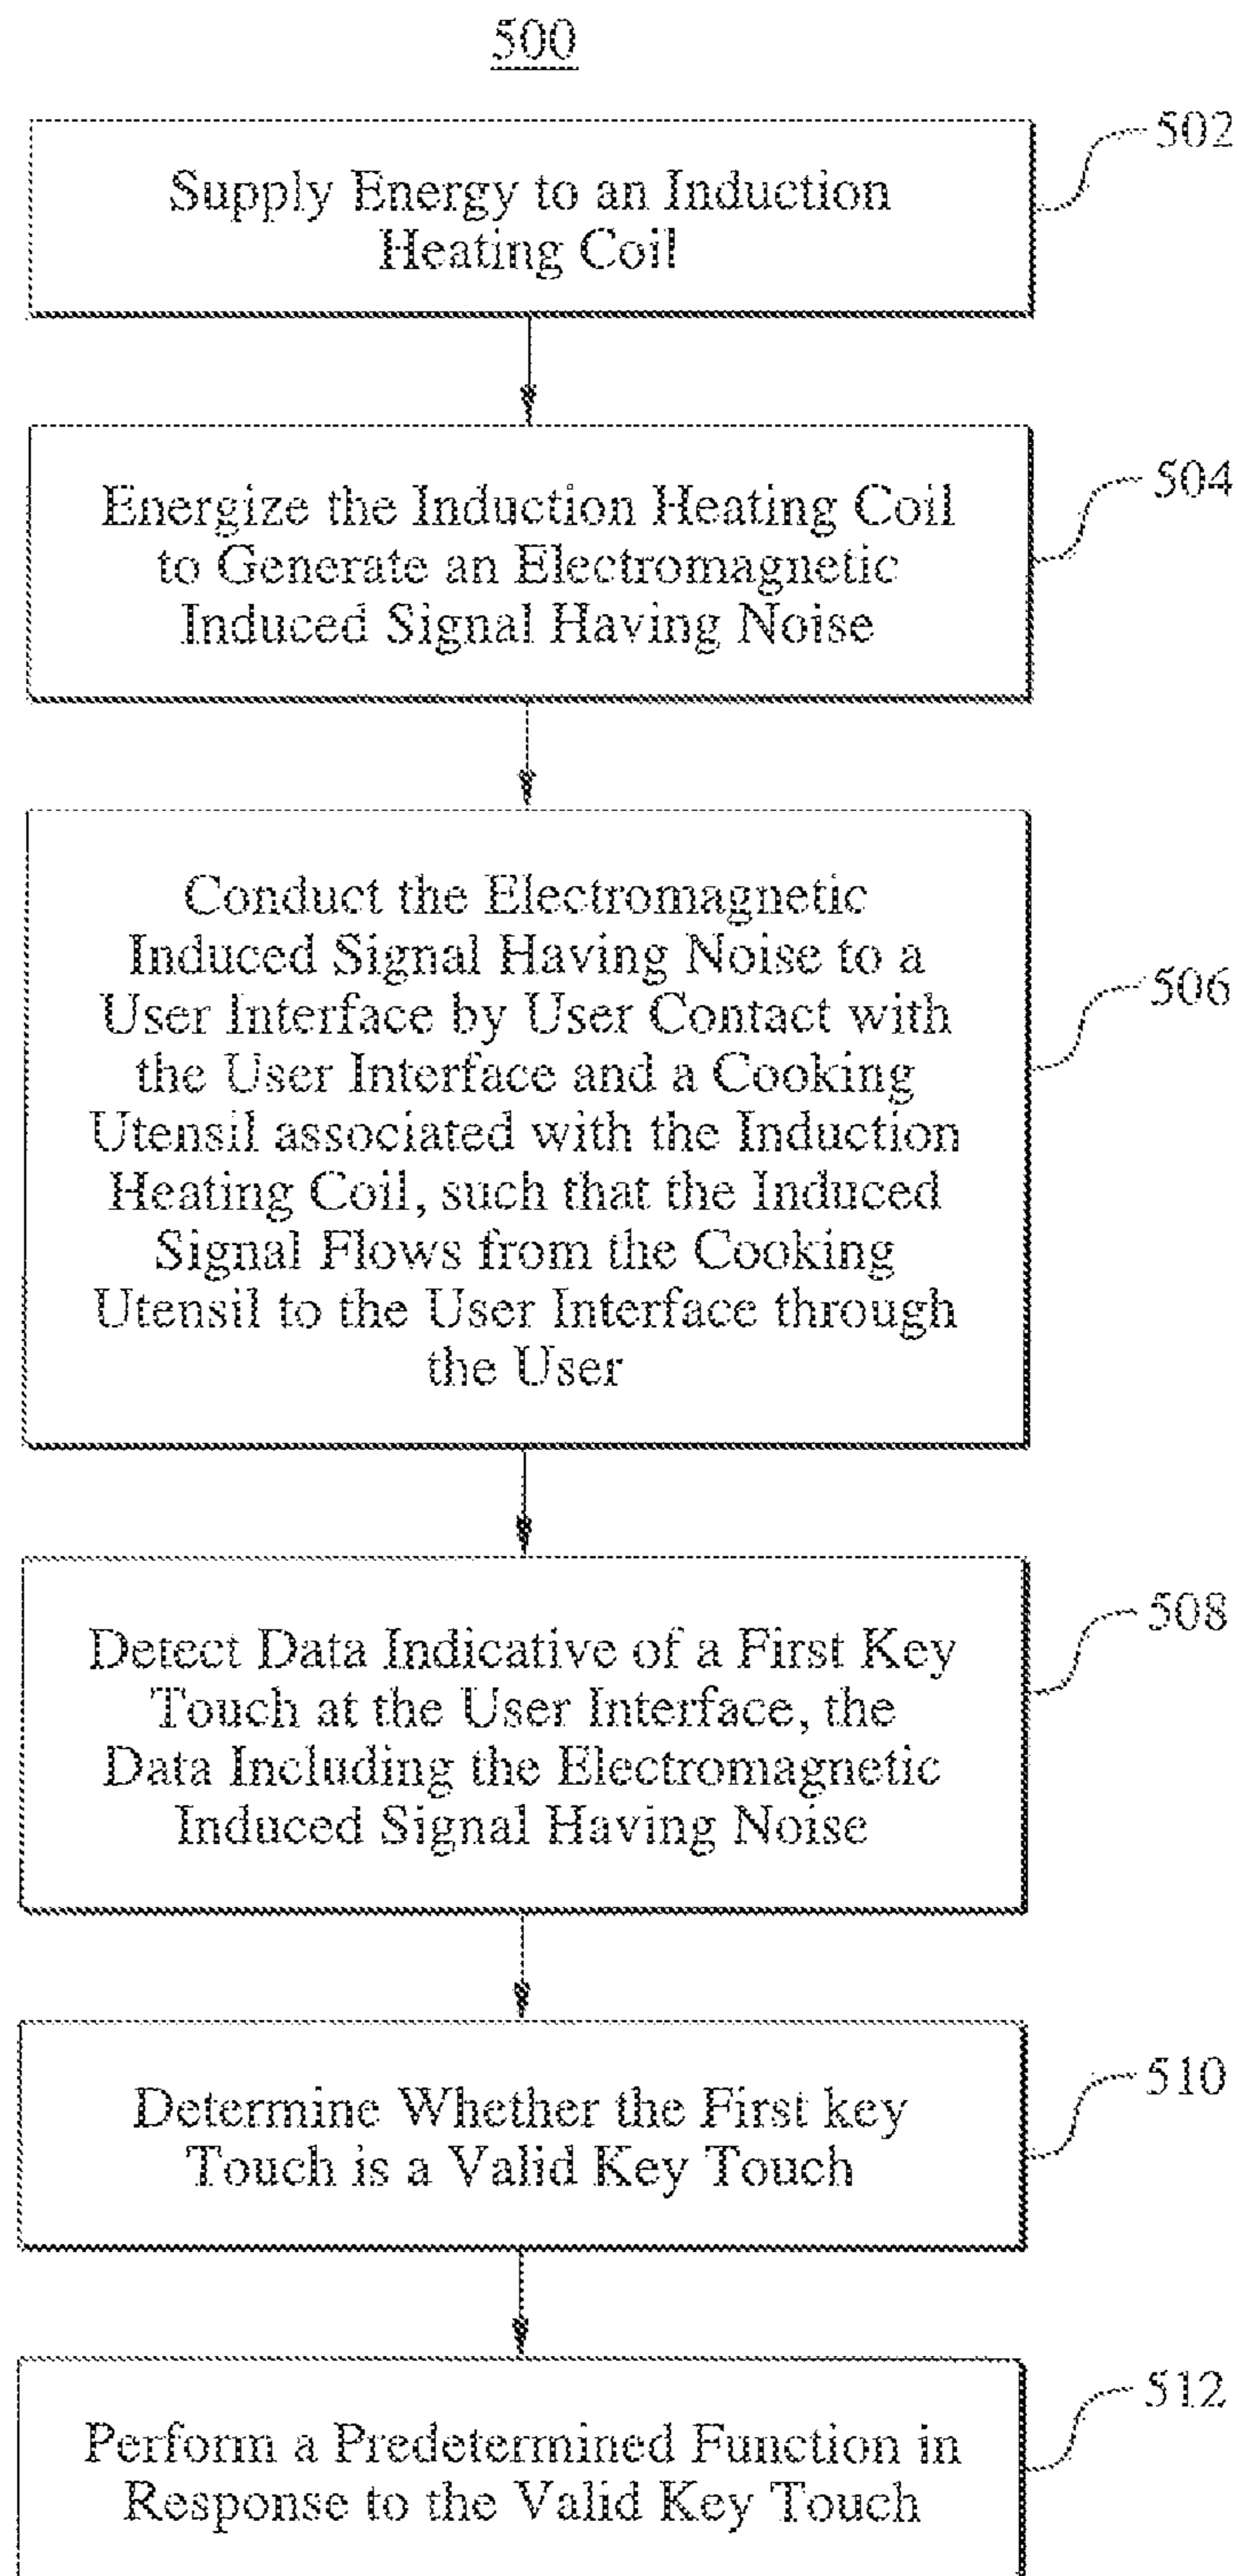 500
502
Supply Energy to an Induction
Heating Coil
504
Energize the Induction Heating Coil
to Generate an Electromagnetic
Induced Signal Having Noise
506
Conduct the Electromagnetic
Induced Signal Having Noise to a
User Interface by User Contact with
the User Interface and a Cooking
Utensil associated with the Induction
Heating Coil, such that the Induced
Signal Flows from the Cooking
Utensil to the User Interface through
the User
508
Detect Data Indicative of a First Key
Touch at the User Interface, the
Data Including the Electromagnetic
Induced Signal Having Noise
510
Determine Whether the First key
Touch is a Valid Key Touch
512
Perform a Predetermined Function in
Response to the Valid Key Touch